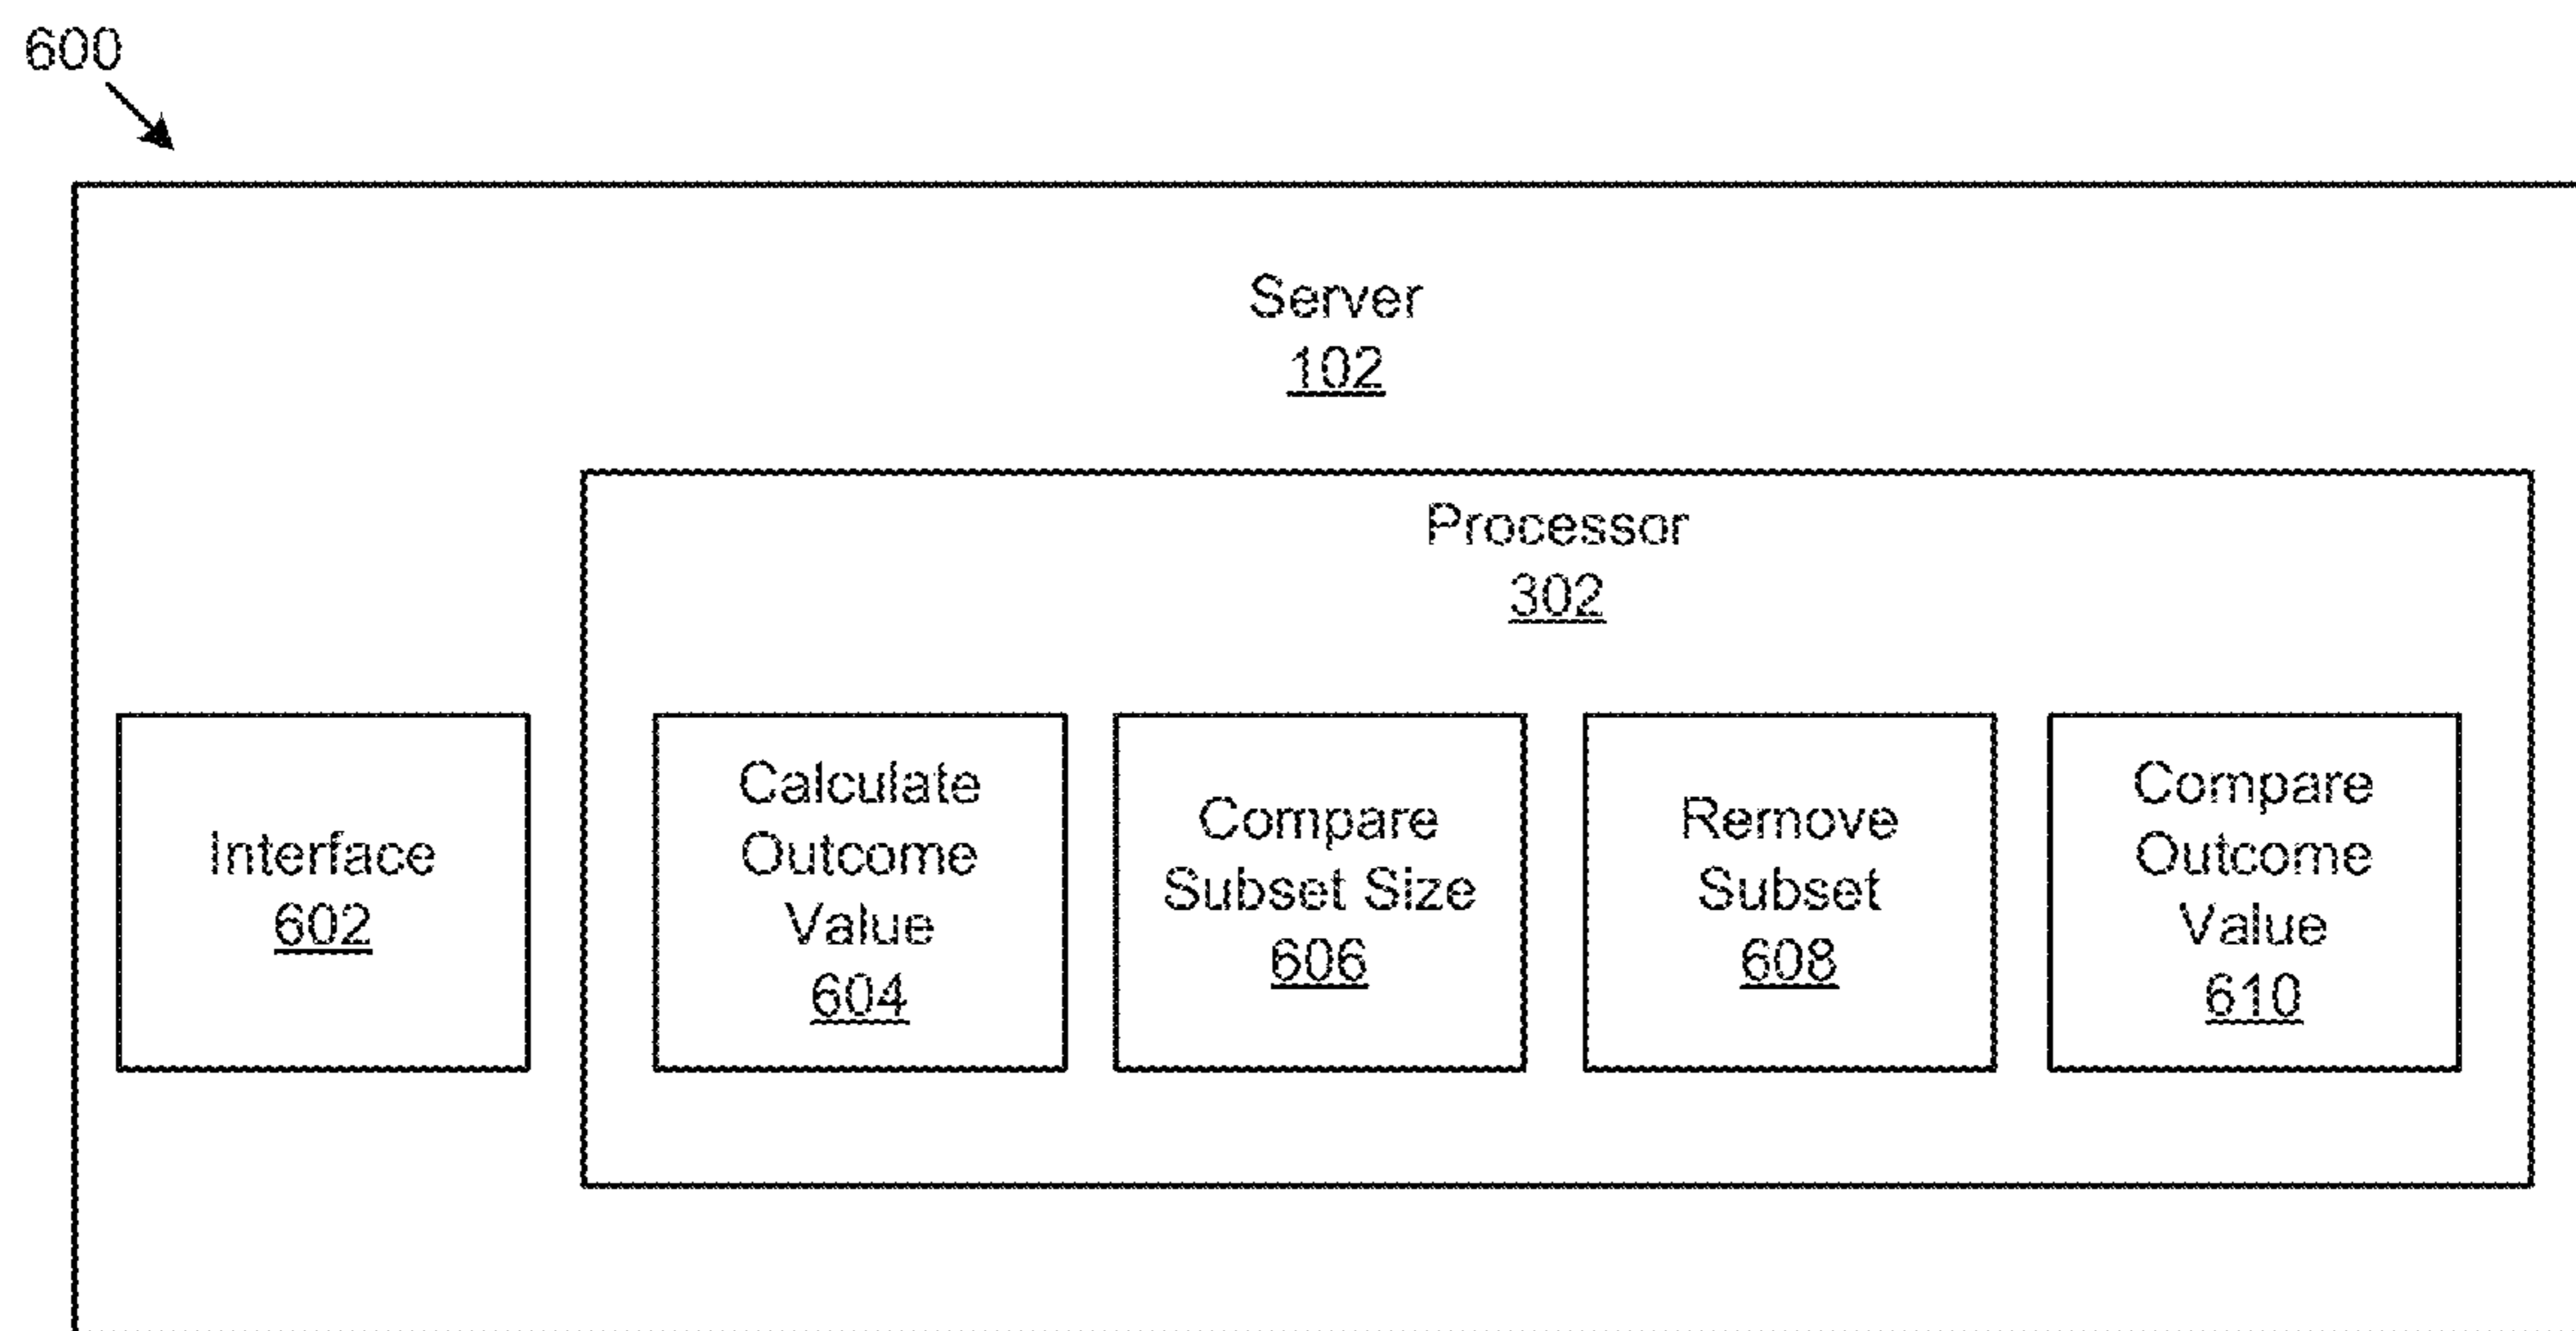 600
Server
102
Processor
302
Interface
602
Calculate
Outcome
Value
604
Compare
Subset Size
606
Remove
Subset
608
Compare
Outcome
Value
610